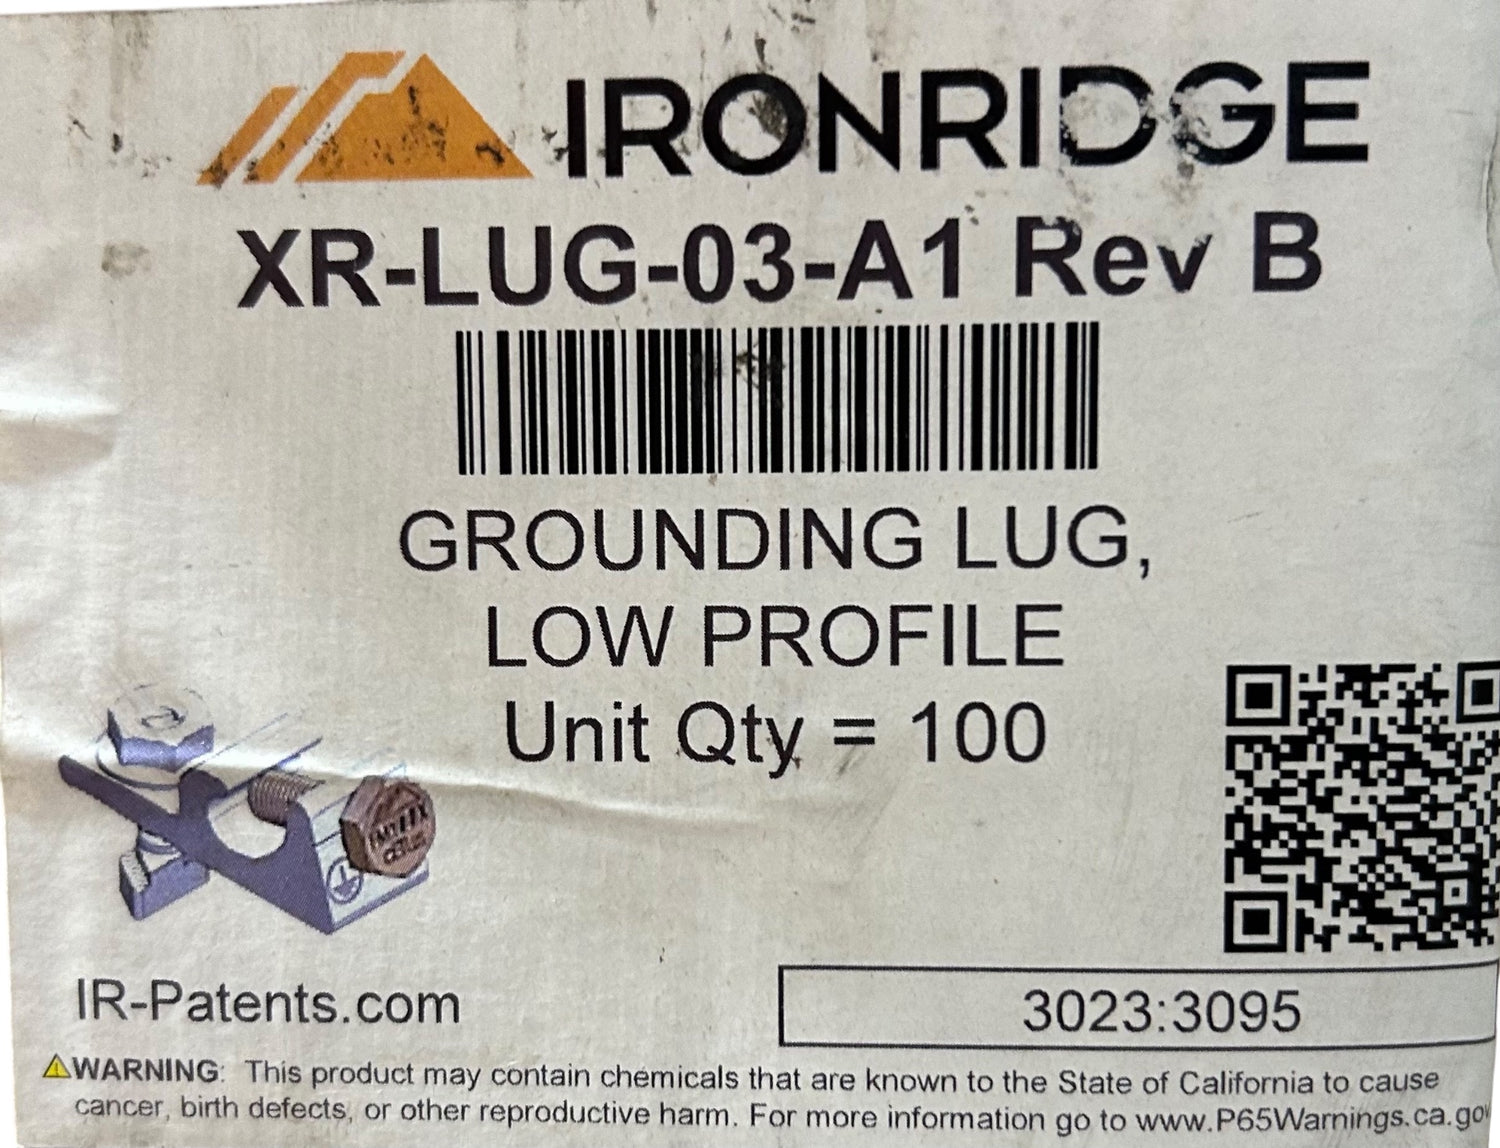 IRONRIDGE
XR-LUG-03-A1 Rev B
GROUNDING LUG,
LOW PROFILE
Unit Qty = 100
IR-Patents.com
3023:3095
WARNING: This product may contain chemicals that are known to the State of California to cause
cancer, birth defects, or other reproductive harm. For more information go to www.P65Warnings.ca.gov